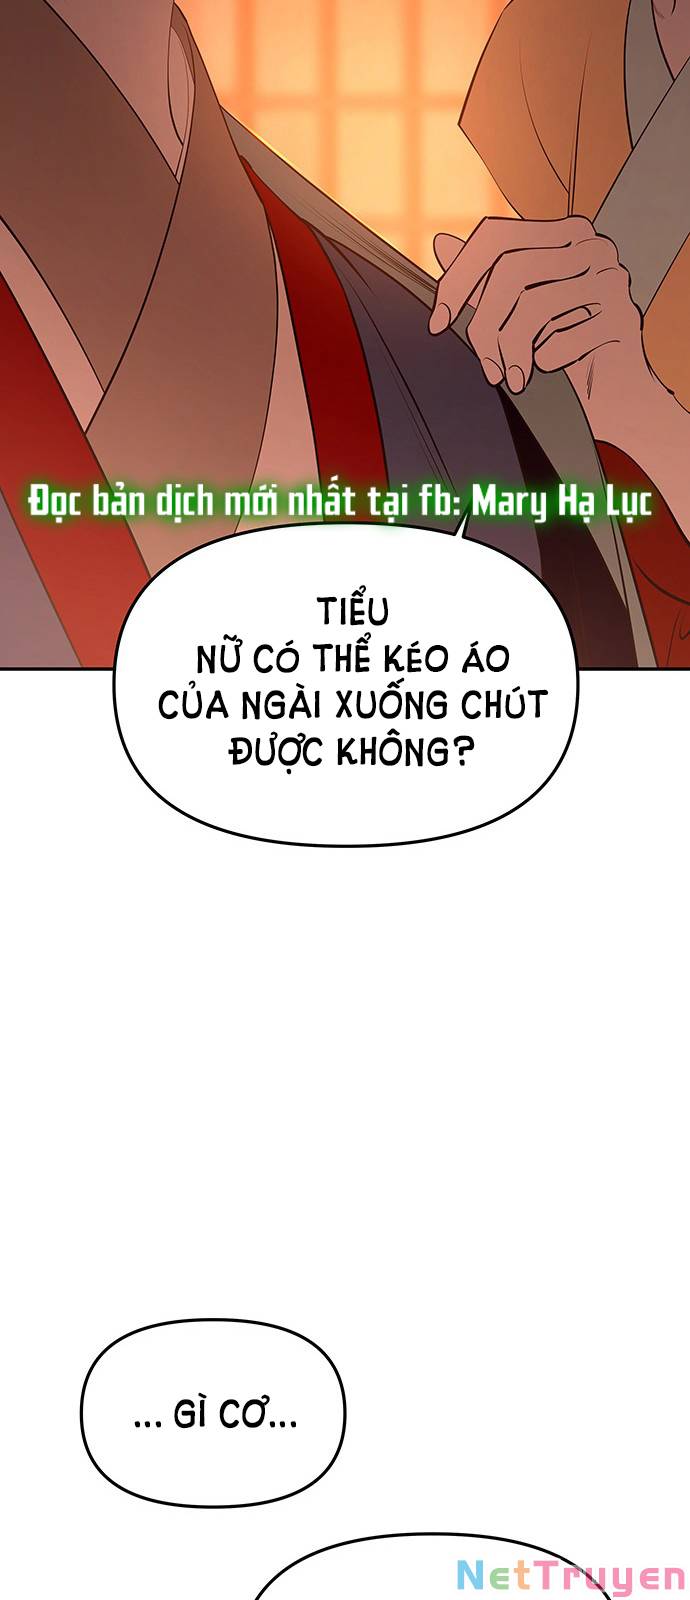 Đọc bản dịch mới nhất tại fb: Mary Hạ Lục
TIỂU
NỮ CÓ THỂ KÉO ÁO
CỦA NGÀI XUỐNG CHÚT
ĐƯỢC KHÔNG?
... GÌ CƠ...
NetTruyen